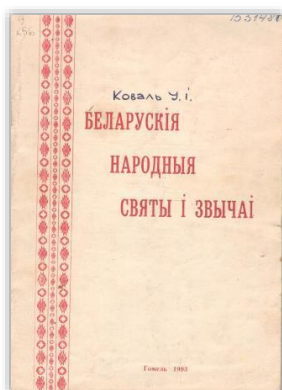 Коваль У.І.
БЕЛАРУСКІЯ
НАРОДНЫЯ
СВЯТЫ І ЗВЫЧАІ
Гомель 1993